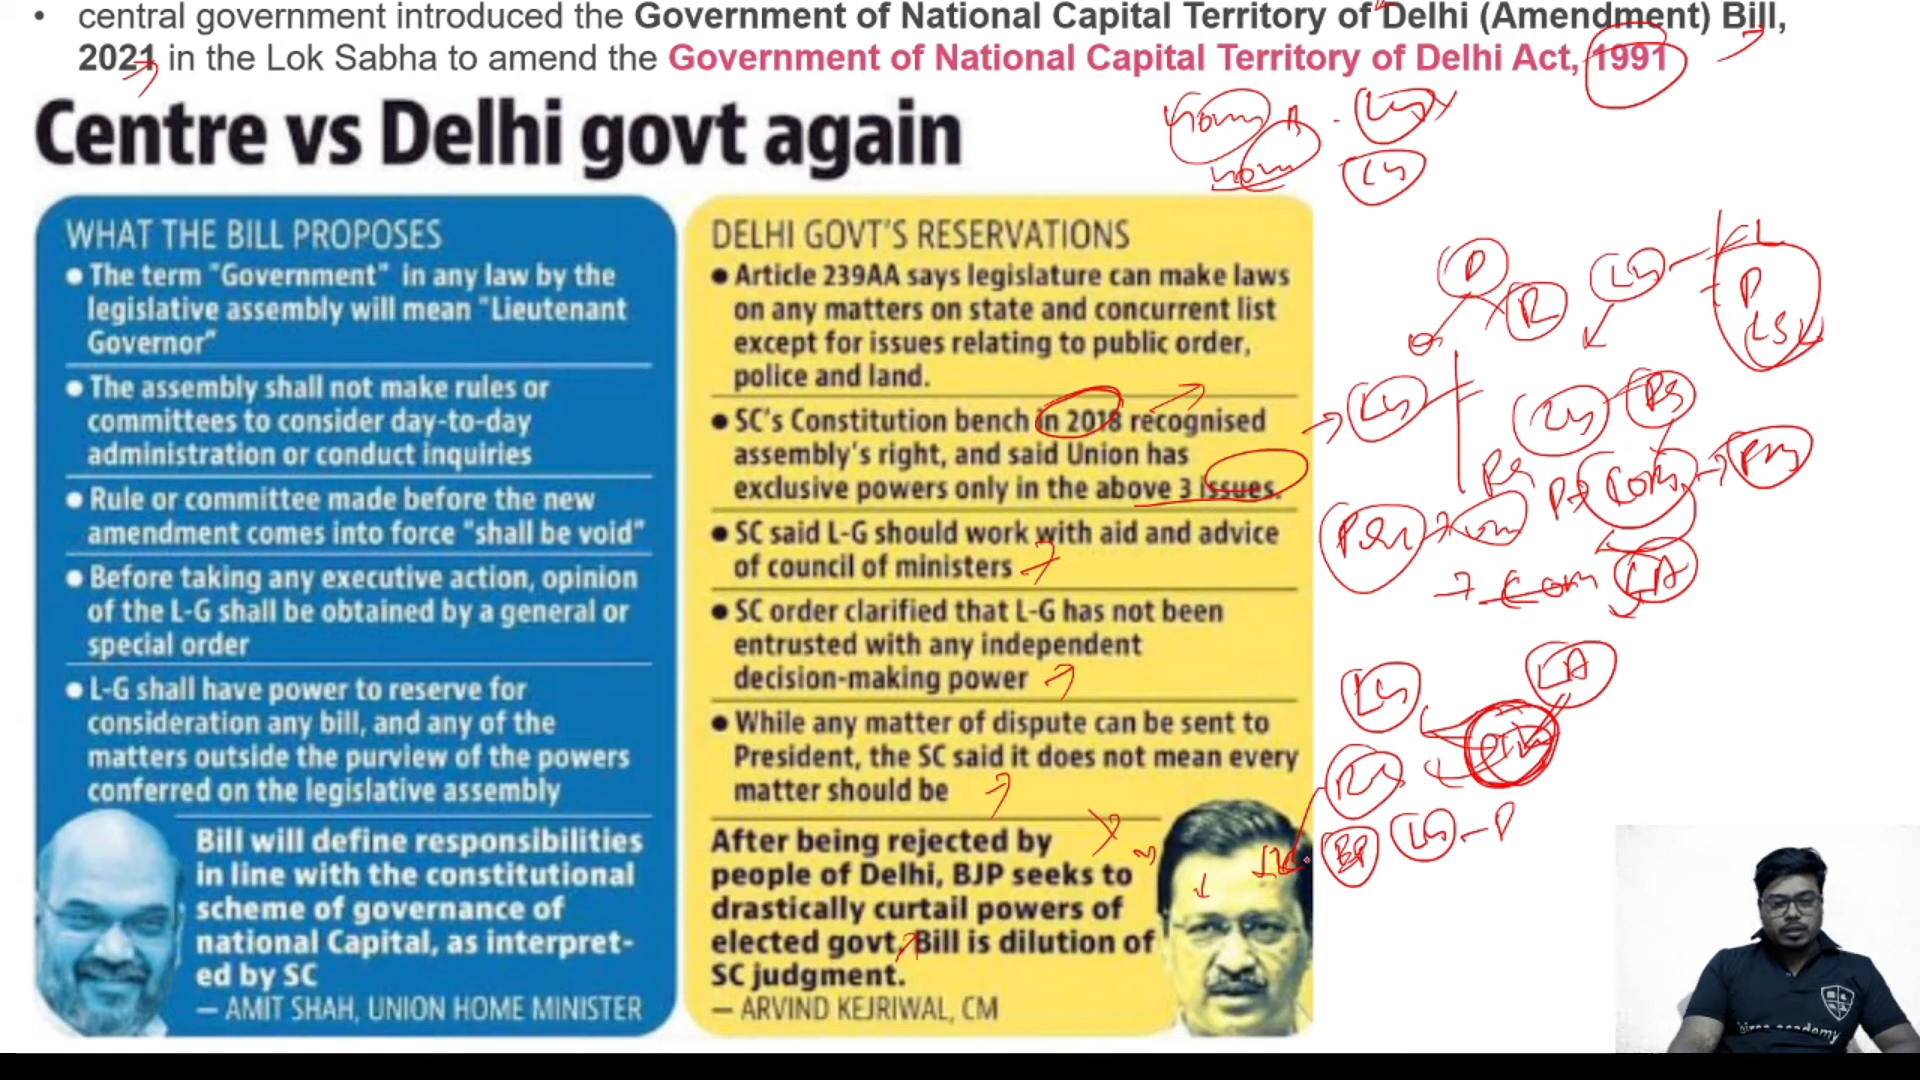 • central government introduced the Government of National Capital Territory of Delhi (Amendment) Bill,
2021 in the Lok Sabha to amend the Government of National Capital Territory of Delhi Act, 1991
Centre vs Delhi govt again
WHAT THE BILL PROPOSES
• The term "Government" in any law by the
legislative assembly will mean "Lieutenant
Governor"
• The assembly shall not make rules or
committees to consider day-to-day
administration or conduct inquiries
• Rule or committee made before the new
amendment comes into force "shall be void"
• Before taking any executive action, opinion
of the L-G shall be obtained by a general or
special order
• L-G shall have power to reserve for
consideration any bill, and any of the
matters outside the purview of the powers
conferred on the legislative assembly
Bill will define responsibilities
in line with the constitutional
scheme of governance of
national Capital, as interpret-
ed by SC
— AMIT SHAH, UNION HOME MINISTER
DELHI GOVT'S RESERVATIONS
• Article 239AA says legislature can make laws
on any matters on state and concurrent list
except for issues relating to public order,
police and land.
• SC's Constitution bench in 2018 recognised
assembly's right, and said Union has
exclusive powers only in the above 3 issues.
• SC said L-G should work with aid and advice
of council of ministers
• SC order clarified that L-G has not been
entrusted with any independent
decision-making power
• While any matter of dispute can be sent to
President, the SC said it does not mean every
matter should be
After being rejected by
people of Delhi, BJP seeks to
drastically curtail powers of
elected govt. Bill is dilution of
SC judgment.
— ARVIND KEJRIWAL, CM